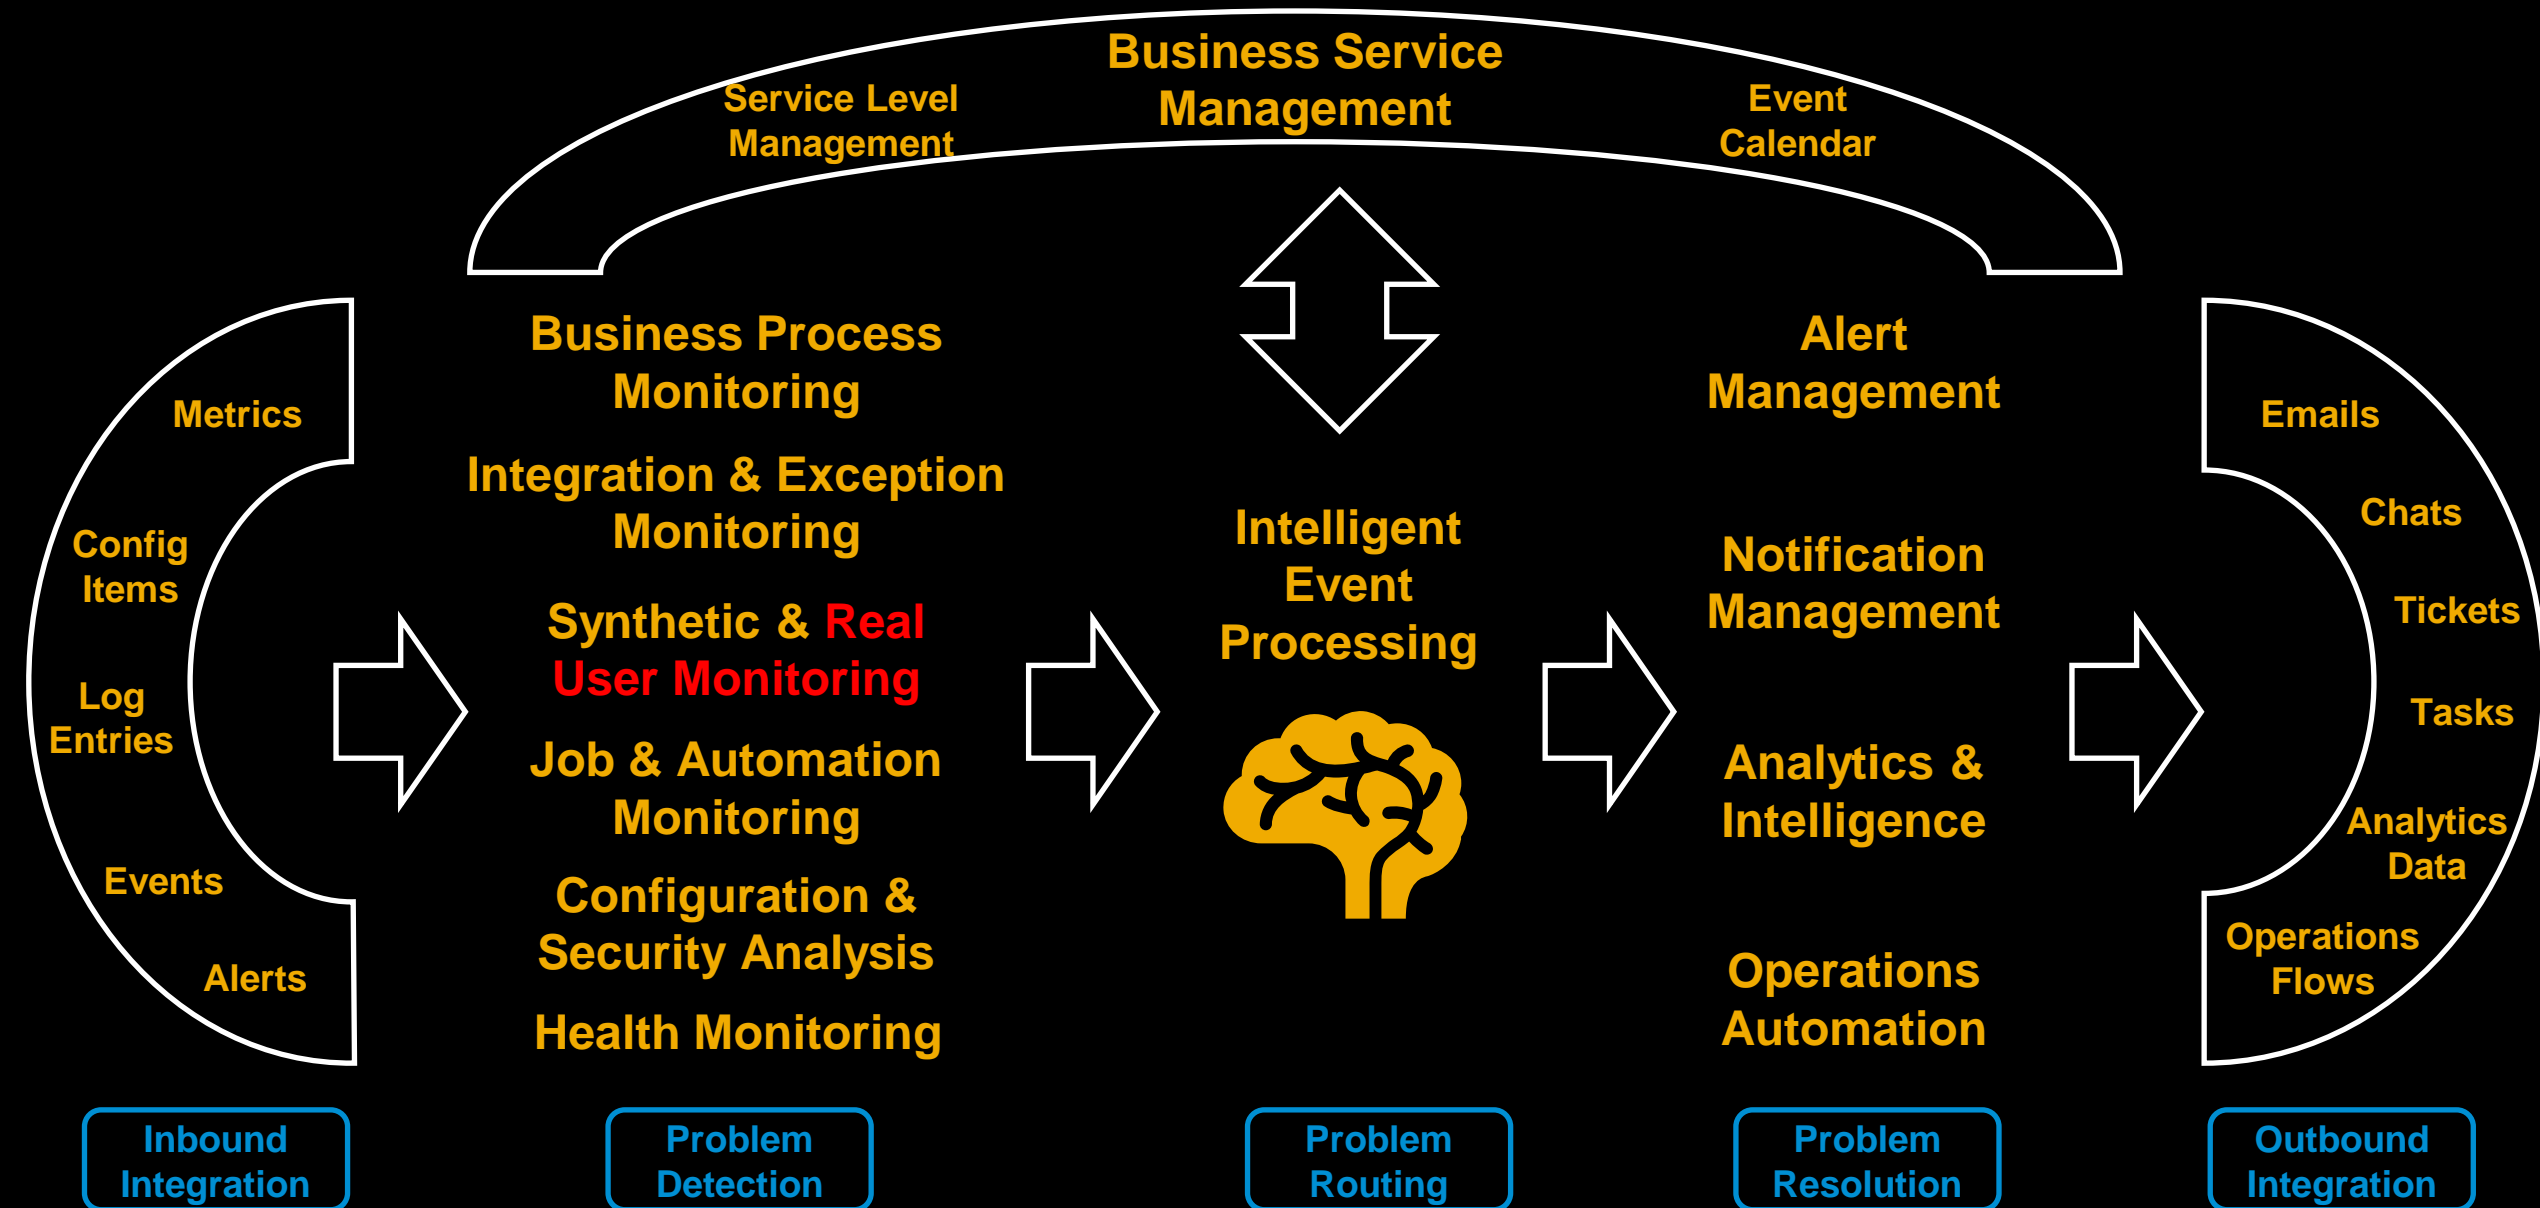 Business Service
Management
Service Level
Management
Event
Calendar
Metrics
Config
Items
Log
Entries
Events
Alerts
Business Process
Monitoring
Integration & Exception
Monitoring
Synthetic & Real
User Monitoring
Job & Automation
Monitoring
Configuration &
Security Analysis
Health Monitoring
Intelligent
Event
Processing
Alert
Management
Notification
Management
Analytics &
Intelligence
Operations
Automation
Emails
Chats
Tickets
Tasks
Analytics
Data
Operations
Flows
Inbound
Integration
Problem
Detection
Problem
Routing
Problem
Resolution
Outbound
Integration